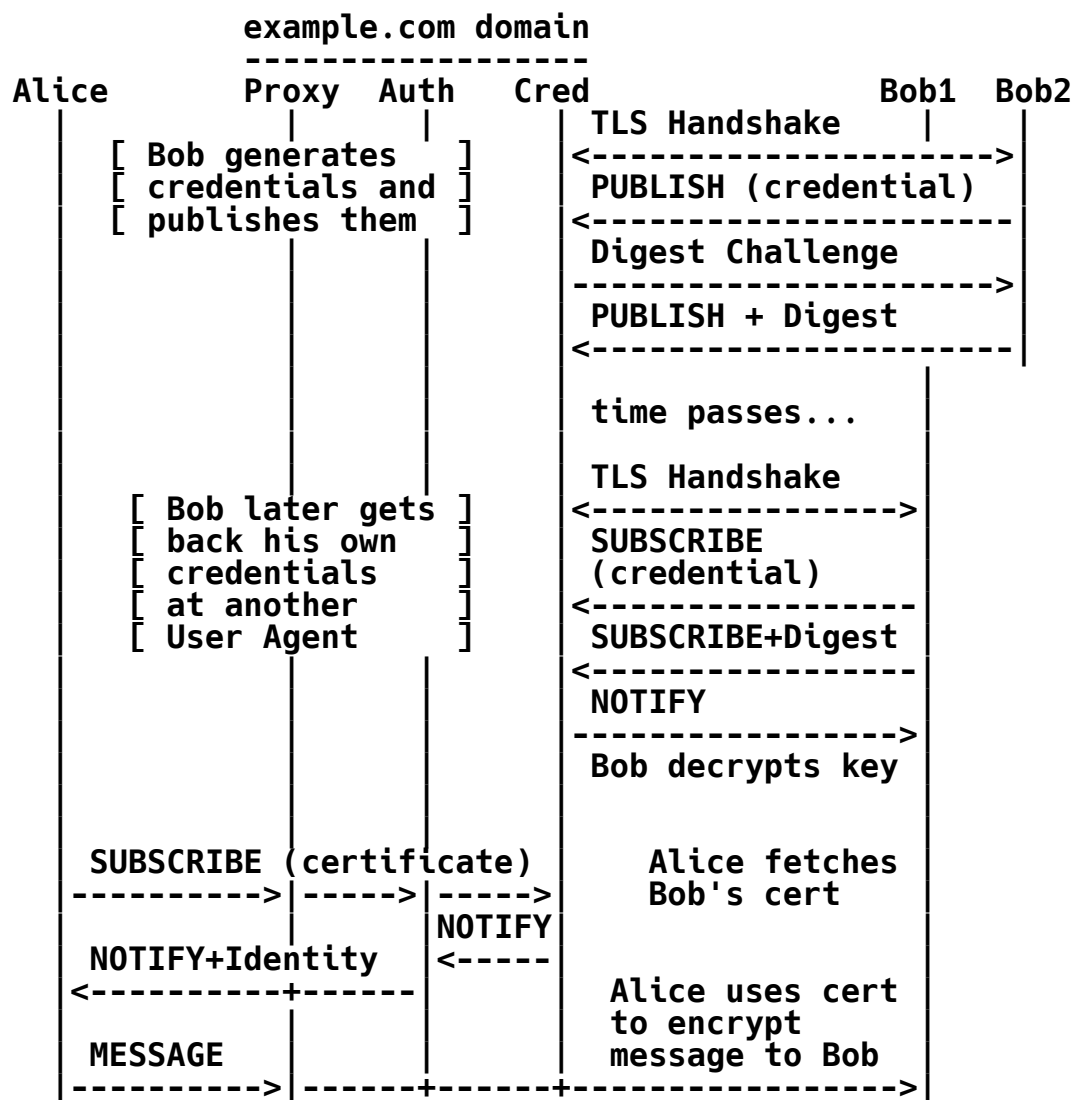 example.com domain
------------------
Alice Proxy Auth Cred Bob1 Bob2
| | | | TLS Handshake | |
| [ Bob generates ] |<--------------------->|
| [ credentials and ] | PUBLISH (credential) |
| [ publishes them ] |<----------------------|
| | | | Digest Challenge |
| | | |---------------------->|
| | | | PUBLISH + Digest |
| | | |<----------------------|
| | | | |
| | | | time passes... |
| | | | |
| | | | TLS Handshake |
| [ Bob later gets ] |<---------------->|
| [ back his own ] | SUBSCRIBE |
| [ credentials ] | (credential) |
| [ at another ] |<-----------------|
| [ User Agent ] | SUBSCRIBE+Digest |
| | | |<-----------------|
| | | | NOTIFY |
| | | |----------------->|
| | | | Bob decrypts key |
| | | | |
| | | | |
| SUBSCRIBE (certificate) | Alice fetches |
|----------->|----->|----->| Bob's cert |
| | |NOTIFY| |
| NOTIFY+Identity |<-----| |
|<-----------+------| | Alice uses cert |
| | | | to encrypt |
| MESSAGE | | | message to Bob |
|----------->|------+------+----------------->|